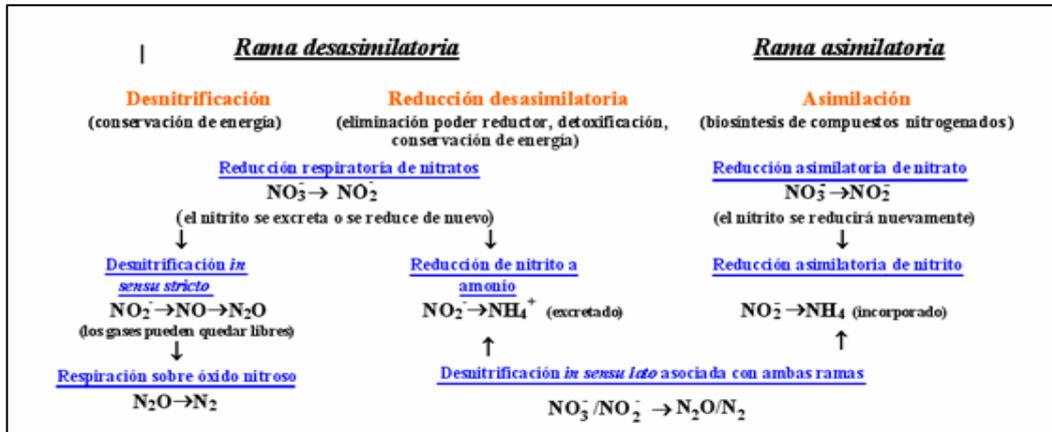 Rama desasimilatoria
Rama asimilatoria
Desnitrificación
(conservación de energía)
Reducción desasimilatoria
(eliminación poder reductor, detoxificación,
conservación de energía)
Asimilación
(biosíntesis de compuestos nitrogenados)
Reducción respiratoria de nitratos
NO3⁻→ NO2⁻
(el nitrito se excreta o se reduce de nuevo)
Reducción asimilatoria de nitrato
NO3⁻→NO2⁻
(el nitrito se reducirá nuevamente)
↓
↓
↓
Desnitrificación in
sensu stricto
NO2⁻→NO→N2O
(los gases pueden quedar libres)
↓
Respiración sobre óxido nitroso
N2O→N2
Reducción de nitrito a
amonio
NO2⁻→NH4⁺ (excretado)
↑
Reducción asimilatoria de nitrito
NO2⁻→NH4 (incorporado)
↑
Desnitrificación in sensu lato asociada con ambas ramas
NO3⁻/NO2⁻ → N2O/N2